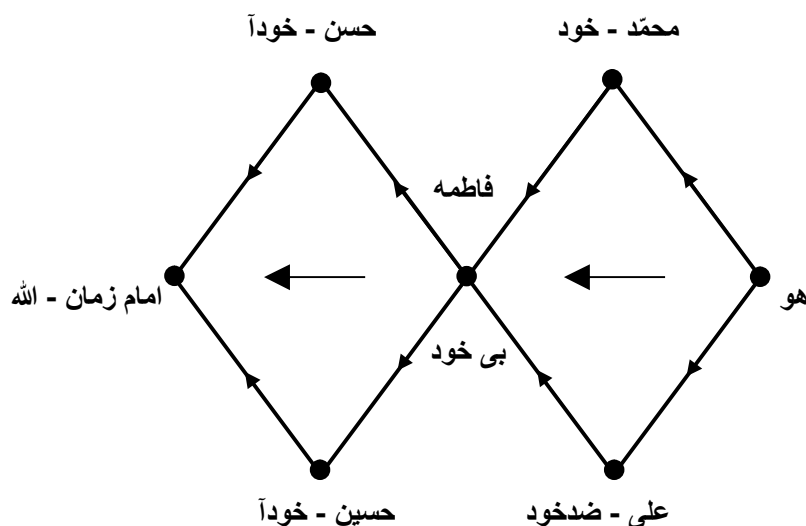 محمّد - خود
حسن - خودآ
فاطمه
هو
امام زمان - الله
بی خود
علی - ضدخود
حسین - خودآ